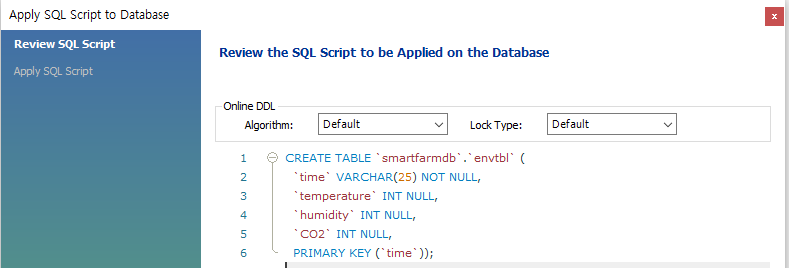 Apply SQL Script to Database
x
Review SQL Script
Apply SQL Script
Review the SQL Script to be Applied on the Database
Online DDL
Algorithm: Default Lock Type: Default
1 CREATE TABLE `smartfarmdb`.`envtbl` (
2 `time` VARCHAR(25) NOT NULL,
3 `temperature` INT NULL,
4 `humidity` INT NULL,
5 `CO2` INT NULL,
6 PRIMARY KEY (`time`));